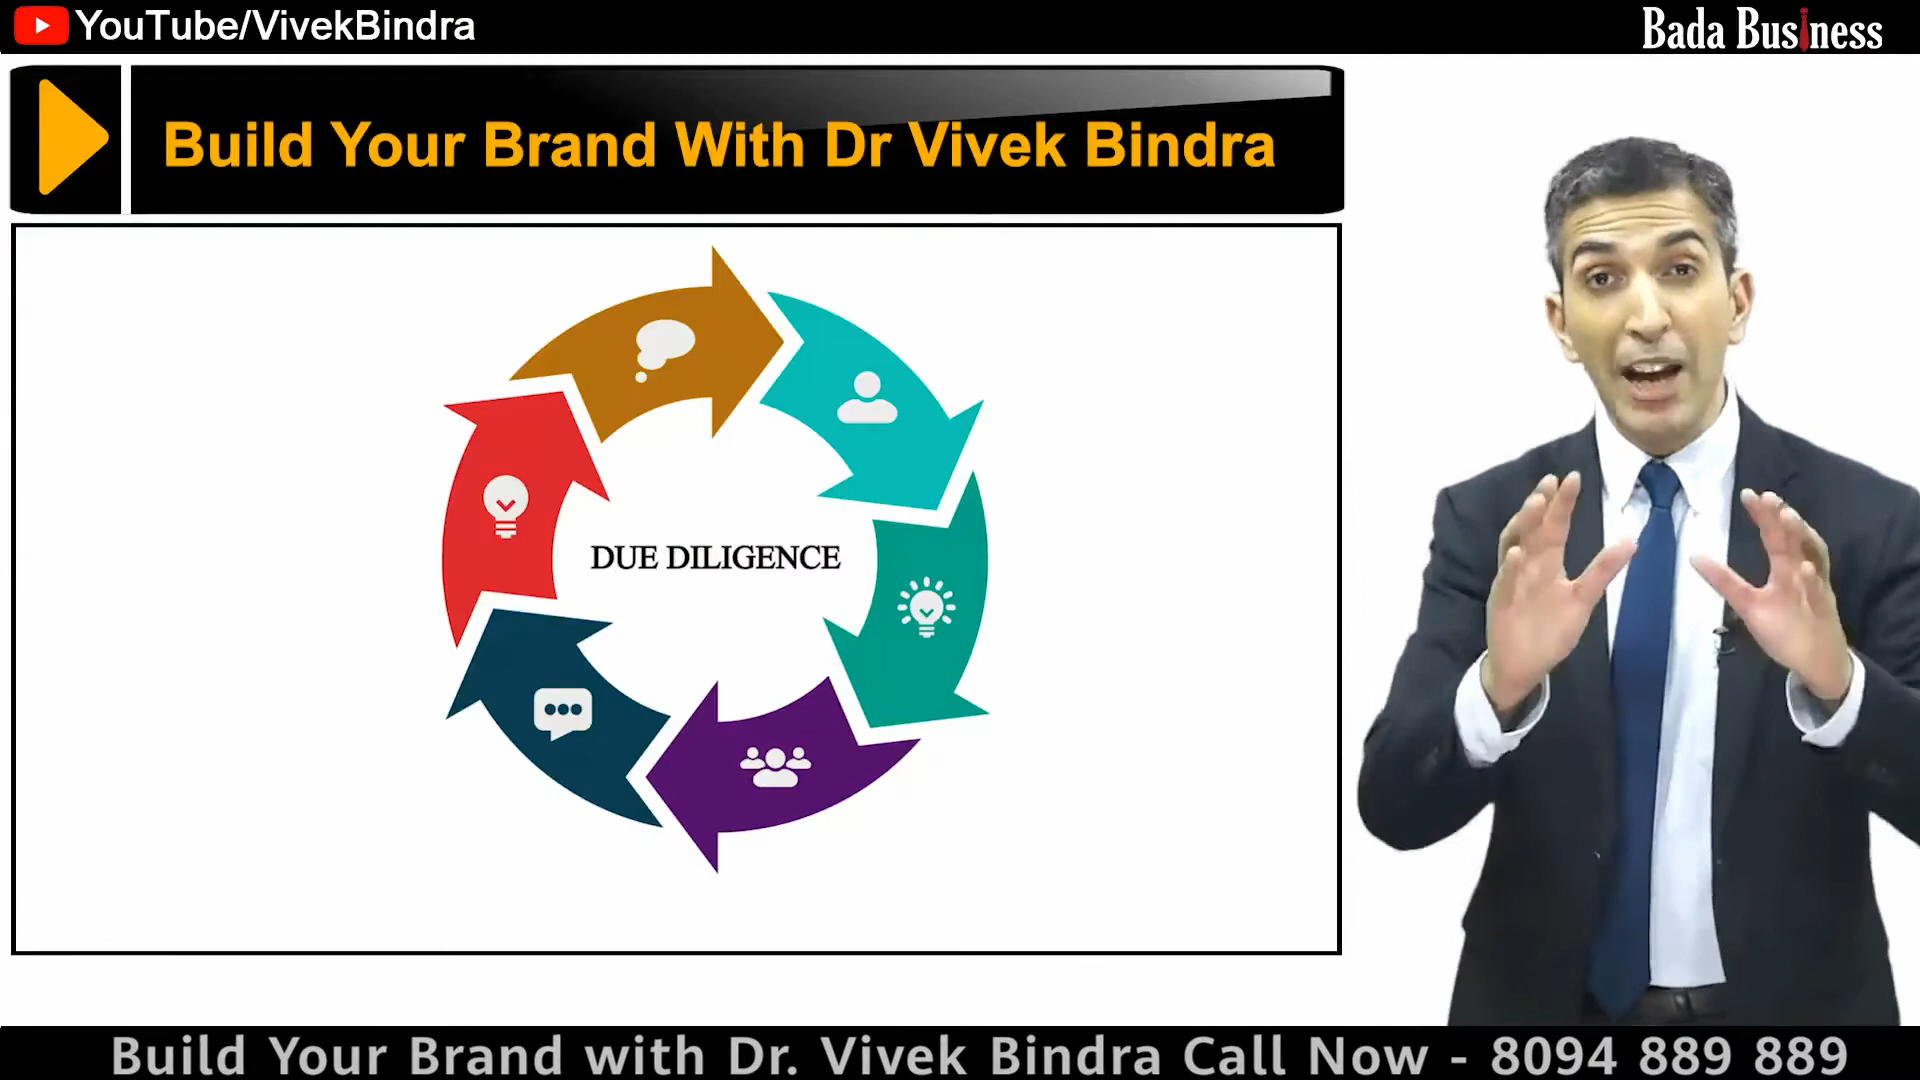 YouTube/VivekBindra
Bada Business
Build Your Brand With Dr Vivek Bindra
DUE DILIGENCE
Build Your Brand with Dr. Vivek Bindra Call Now - 8094 889 889